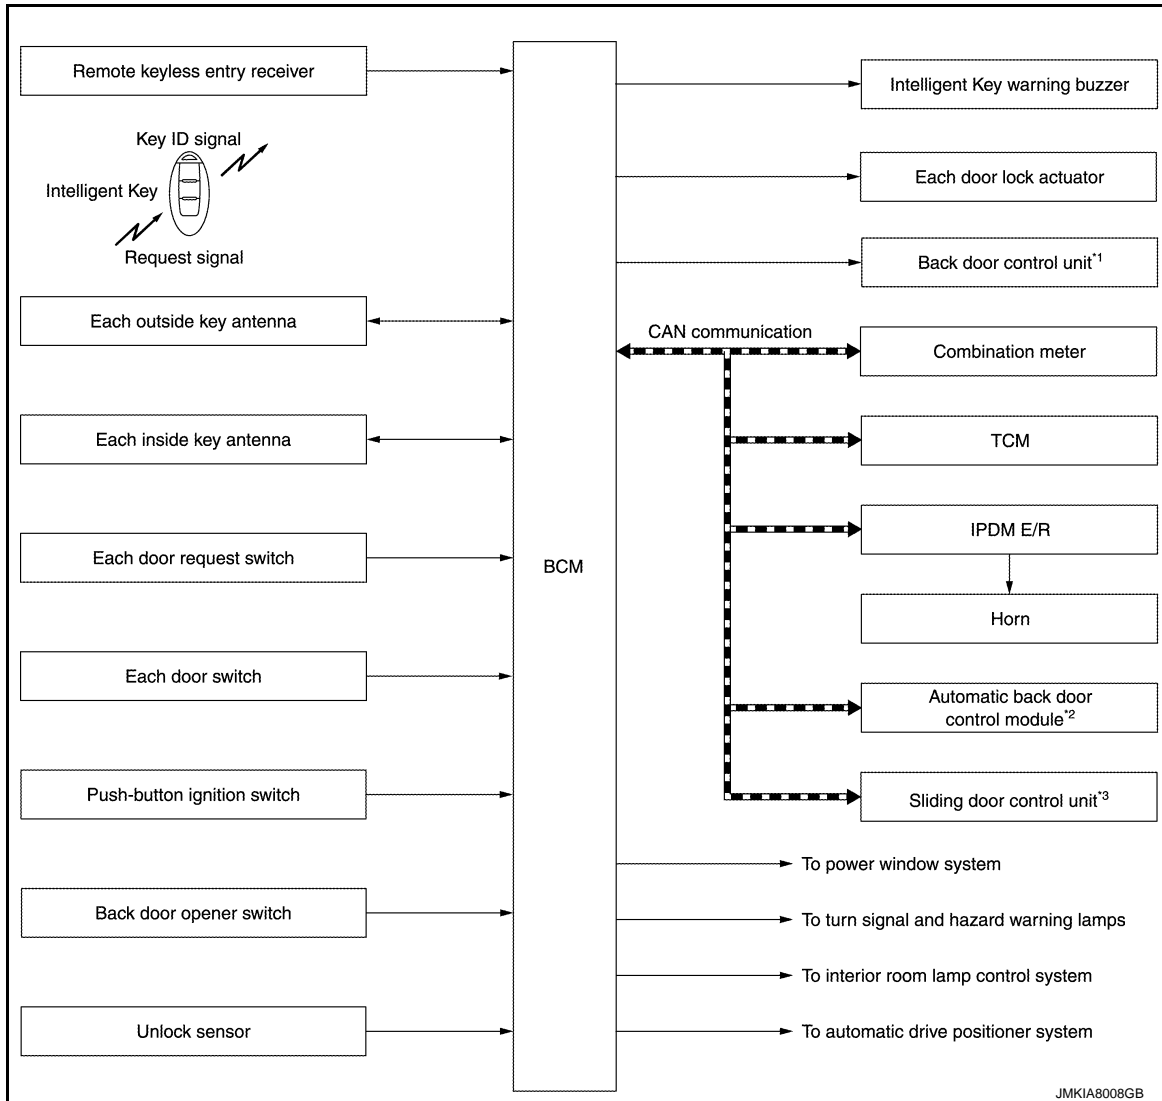 Remote keyless entry receiver
Key ID signal
Intelligent Key
Request signal
Each outside key antenna
Each inside key antenna
Each door request switch
Each door switch
Push-button ignition switch
Back door opener switch
Unlock sensor
BCM
Intelligent Key warning buzzer
Each door lock actuator
Back door control unit*1
CAN communication
Combination meter
TCM
IPDM E/R
Horn
Automatic back door
control module*2
Sliding door control unit*3
To power window system
To turn signal and hazard warning lamps
To interior room lamp control system
To automatic drive positioner system
JMKIA8008GB